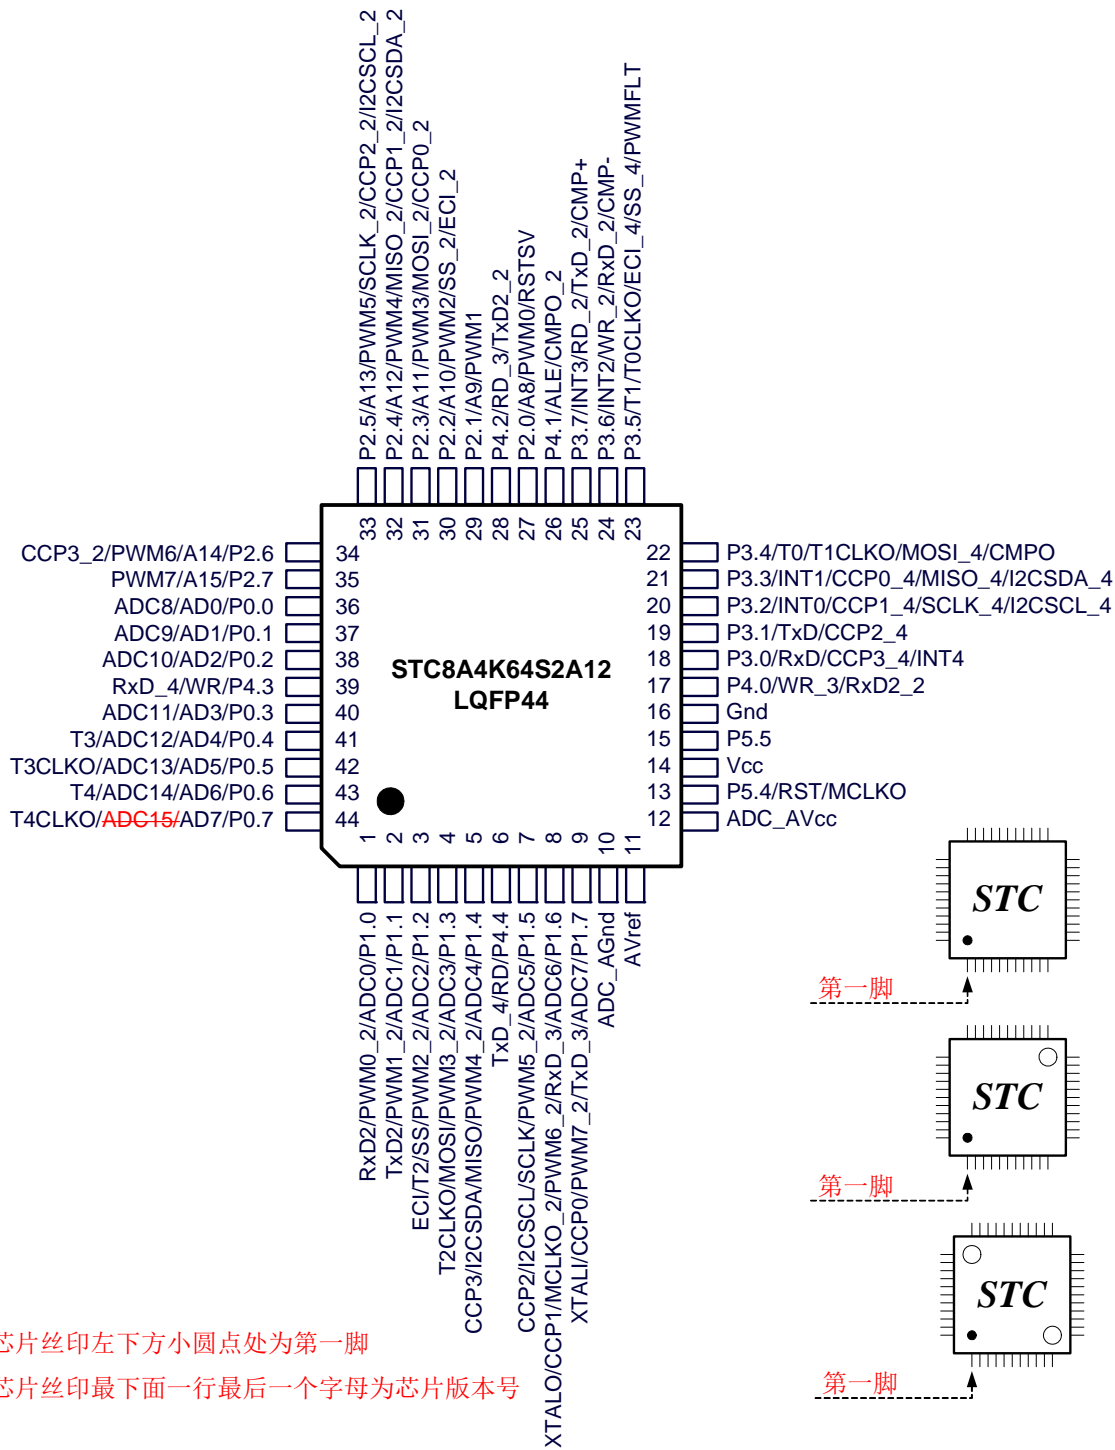 P2.5/A13/PWM5/SCLK_2/CCP2_2/I2CSCL_2
P2.4/A12/PWM4/MISO_2/CCP1_2/I2CSDA_2
P2.3/A11/PWM3/MOSI_2/CCP0_2
P2.2/A10/PWM2/SS_2/ECI_2
P2.1/A9/PWM1
P4.2/RD_3/TxD2_2
P2.0/A8/PWM0/RSTSV
P4.1/ALE/CMPO_2
P3.7/INT3/RD_2/TxD_2/CMP+
P3.6/INT2/WR_2/RxD_2/CMP-
P3.5/T1/T0CLKO/ECI_4/SS_4/PWMFLT
33 32 31 30 29 28 27 26 25 24 23
CCP3_2/PWM6/A14/P2.6 34
PWM7/A15/P2.7 35
ADC8/AD0/P0.0 36
ADC9/AD1/P0.1 37
ADC10/AD2/P0.2 38
RxD_4/WR/P4.3 39
ADC11/AD3/P0.3 40
T3/ADC12/AD4/P0.4 41
T3CLKO/ADC13/AD5/P0.5 42
T4/ADC14/AD6/P0.6 43
T4CLKO/ADC15/AD7/P0.7 44
STC8A4K64S2A12
LQFP44
22 P3.4/T0/T1CLKO/MOSI_4/CMPO
21 P3.3/INT1/CCP0_4/MISO_4/I2CSDA_4
20 P3.2/INT0/CCP1_4/SCLK_4/I2CSCL_4
19 P3.1/TxD/CCP2_4
18 P3.0/RxD/CCP3_4/INT4
17 P4.0/WR_3/RxD2_2
16 Gnd
15 P5.5
14 Vcc
13 P5.4/RST/MCLKO
12 ADC_AVcc
1 2 3 4 5 6 7 8 9 10 11
RxD2/PWM0_2/ADC0/P1.0
TxD2/PWM1_2/ADC1/P1.1
ECI/T2/SS/PWM2_2/ADC2/P1.2
T2CLKO/MOSI/PWM3_2/ADC3/P1.3
CCP3/I2CSDA/MISO/PWM4_2/ADC4/P1.4
TxD_4/RD/P4.4
CCP2/I2CSCL/SCLK/PWM5_2/ADC5/P1.5
XTALO/CCP1/MCLKO_2/PWM6_2/RxD_3/ADC6/P1.6
XTALI/CCP0/PWM7_2/TxD_3/ADC7/P1.7
ADC_AGnd
AVref
STC
第一脚
STC
第一脚
STC
第一脚
芯片丝印左下方小圆点处为第一脚
芯片丝印最下面一行最后一个字母为芯片版本号